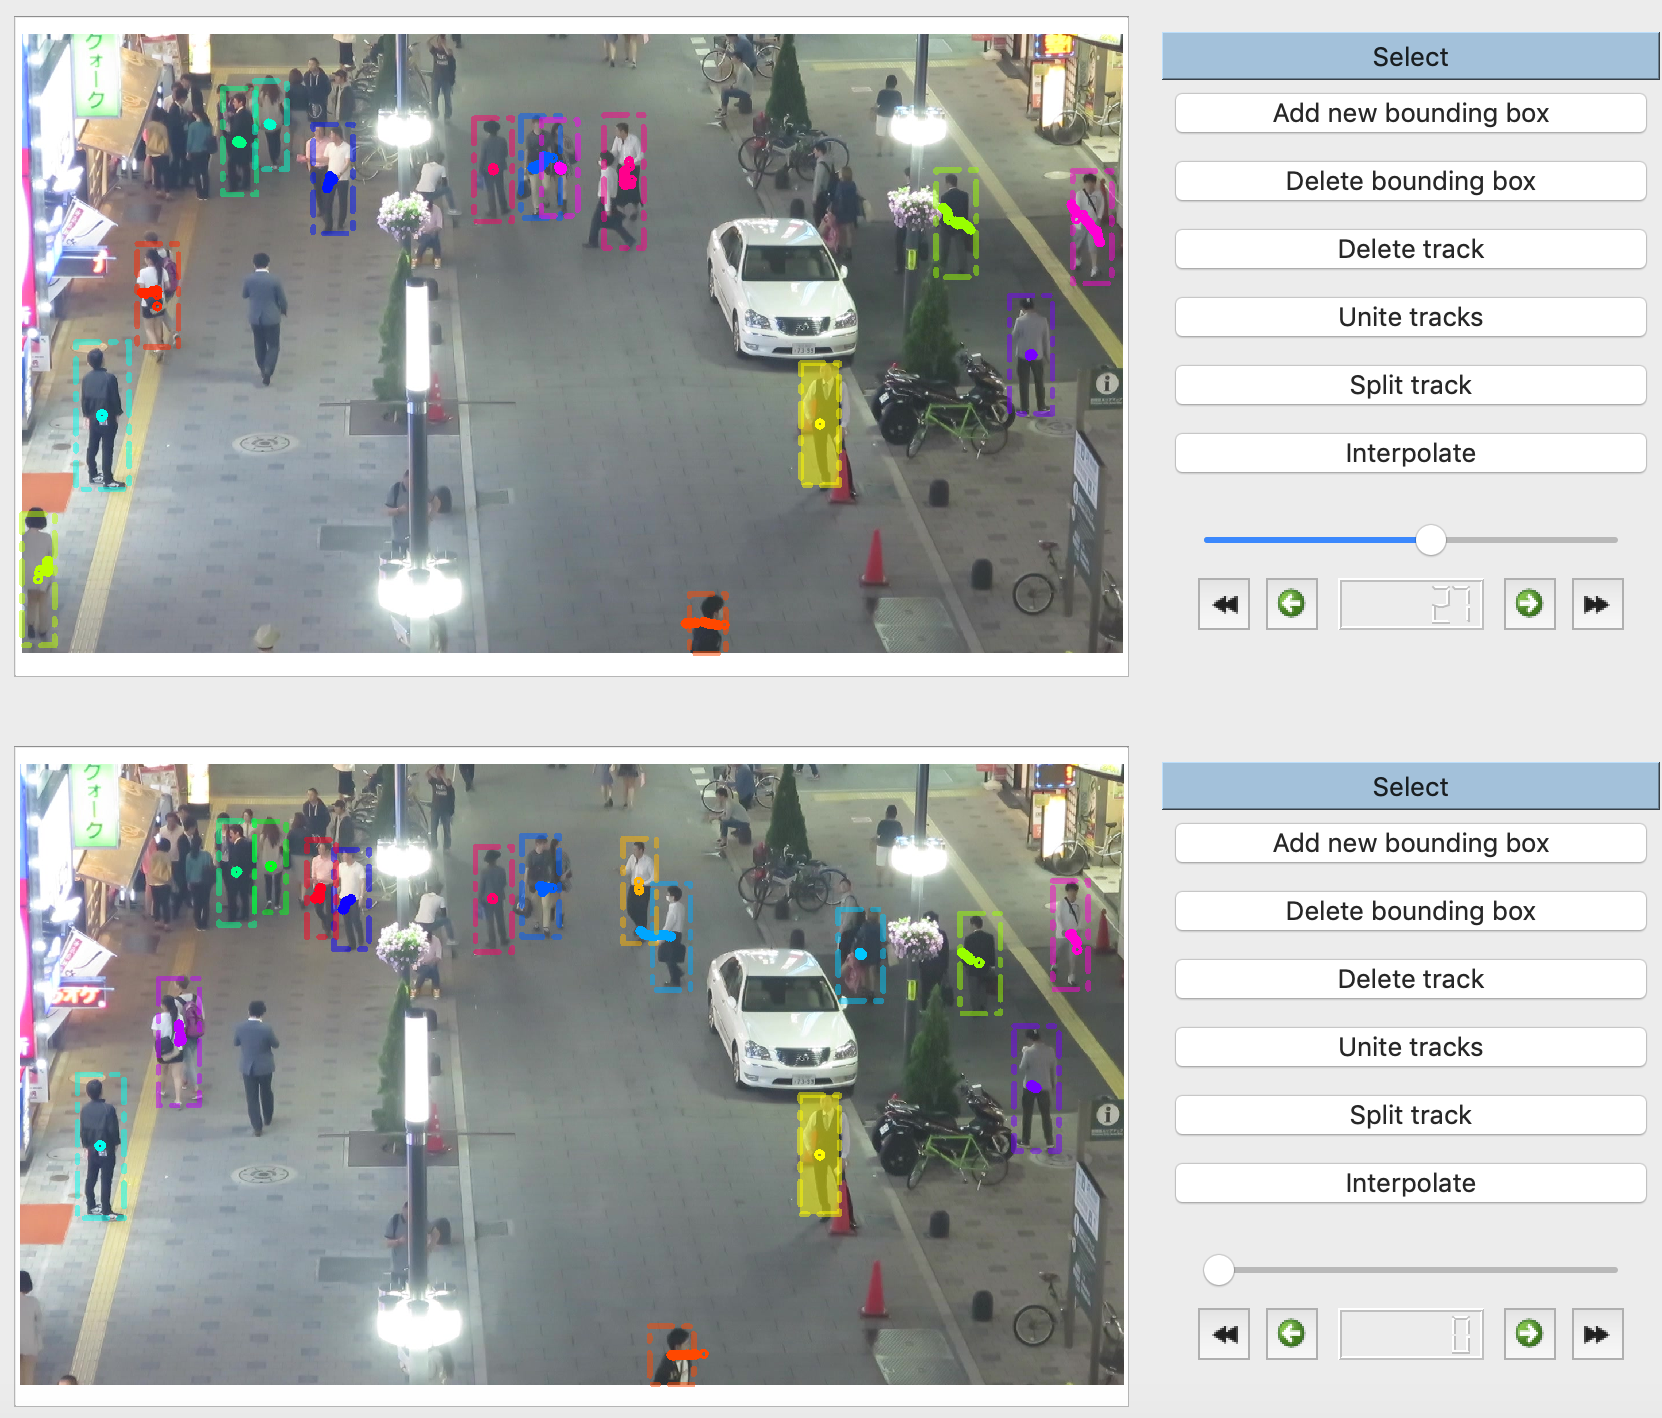 クォーク
i
Select
Add new bounding box
Delete bounding box
Delete track
Unite tracks
Split track
Interpolate
27
クォーク
オケ
i
Select
Add new bounding box
Delete bounding box
Delete track
Unite tracks
Split track
Interpolate
0